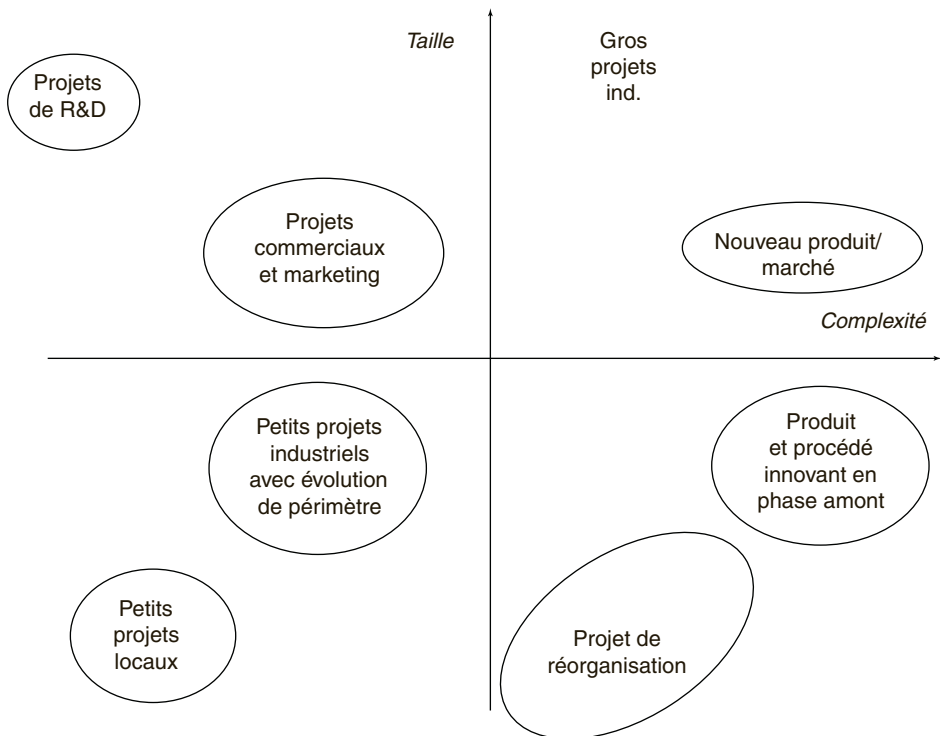 Taille
Gros
projets
ind.
Projets
de R&D
Projets
commerciaux
et marketing
Nouveau produit/
marché
Complexité
Petits projets
industriels
avec évolution
de périmètre
Produit
et procédé
innovant en
phase amont
Petits
projets
locaux
Projet de
réorganisation